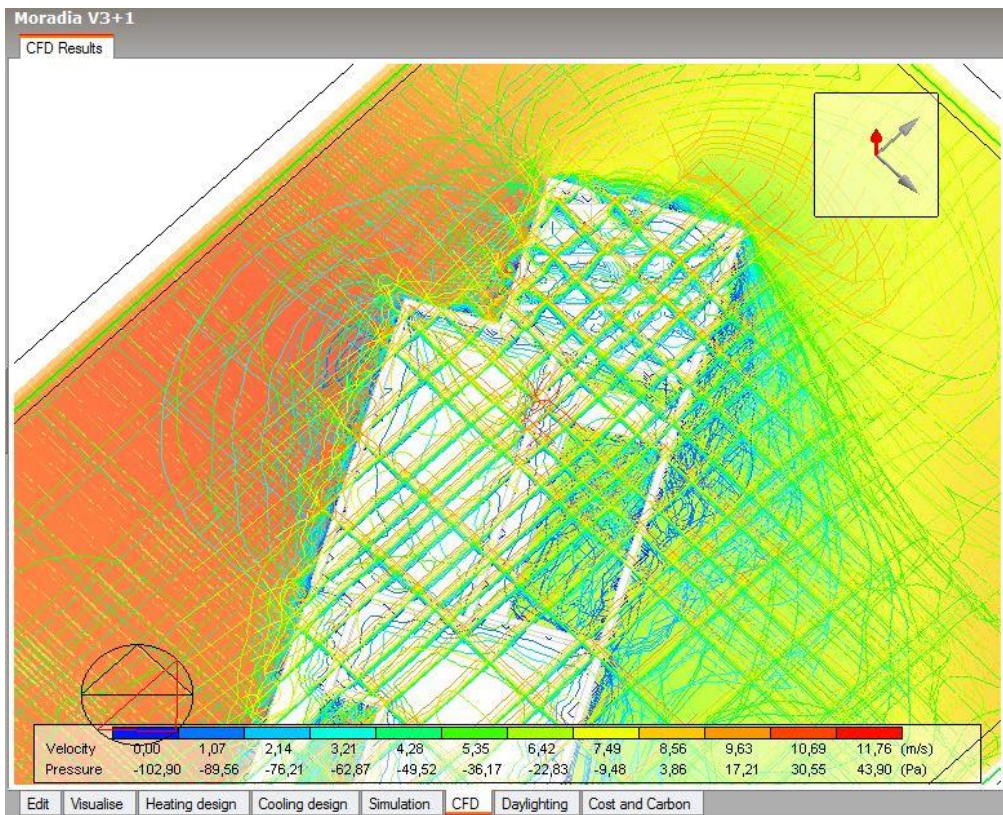 Moradia V3+1
CFD Results
Velocity 0,00 1,07 2,14 3,21 4,28 5,35 6,42 7,49 8,56 9,63 10,69 11,76 (m/s)
Pressure -102,90 -89,56 -76,21 -62,87 -49,52 -36,17 -22,83 -9,48 3,86 17,21 30,55 43,90 (Pa)
Edit Visualise Heating design Cooling design Simulation CFD Daylighting Cost and Carbon